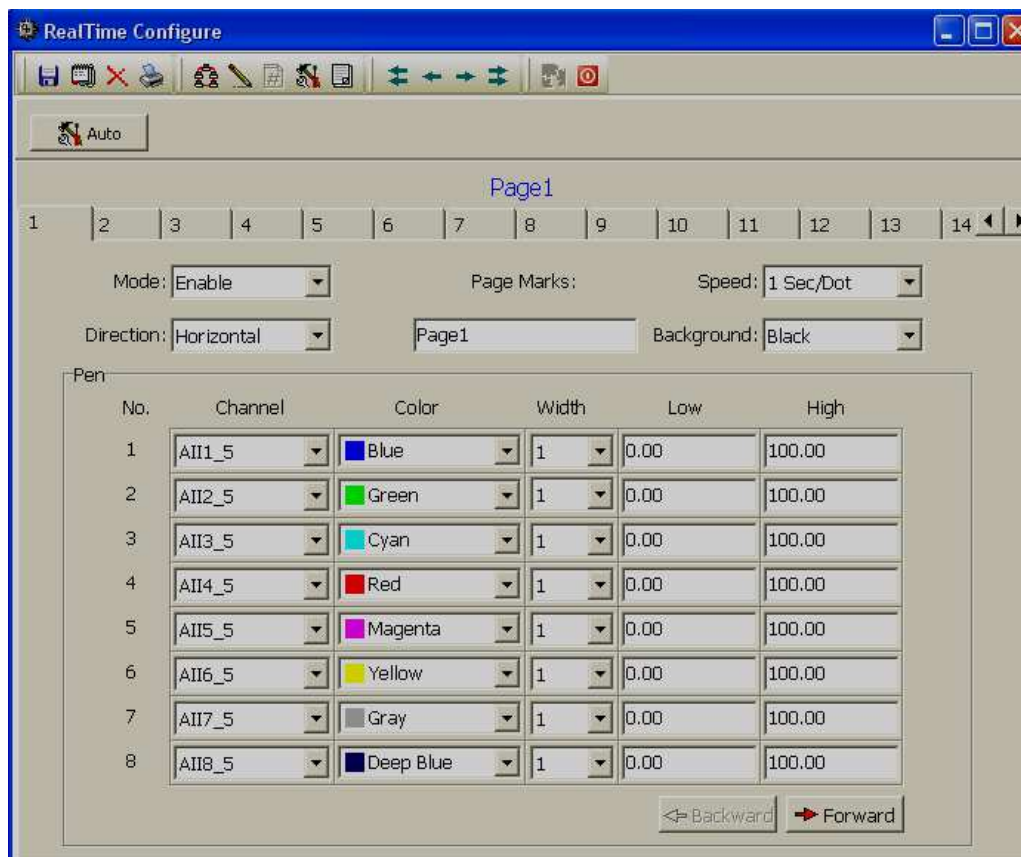 RealTime Configure
Auto
Page1
1 2 3 4 5 6 7 8 9 10 11 12 13 14
Mode: Enable Page Marks: Speed: 1 Sec/Dot
Direction: Horizontal Page1 Background: Black
Pen
No. Channel Color Width Low High
1 AII1_5 Blue 1 0.00 100.00
2 AII2_5 Green 1 0.00 100.00
3 AII3_5 Cyan 1 0.00 100.00
4 AII4_5 Red 1 0.00 100.00
5 AII5_5 Magenta 1 0.00 100.00
6 AII6_5 Yellow 1 0.00 100.00
7 AII7_5 Gray 1 0.00 100.00
8 AII8_5 Deep Blue 1 0.00 100.00
Backward Forward